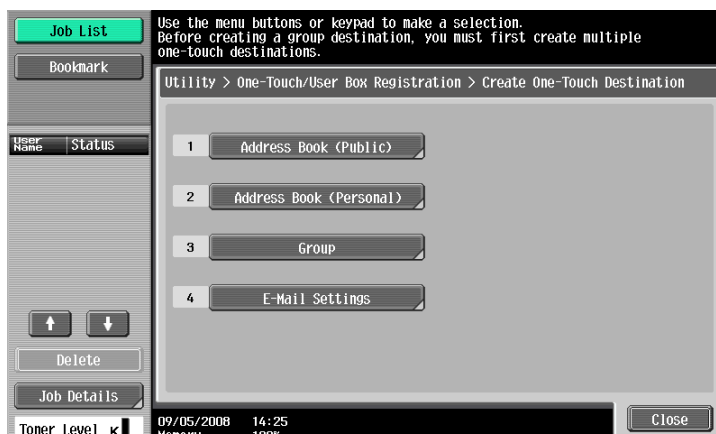 Job List
Bookmark
Use the menu buttons or keypad to make a selection.
Before creating a group destination, you must first create multiple
one-touch destinations.
Utility > One-Touch/User Box Registration > Create One-Touch Destination
User Name Status
1 Address Book (Public)
2 Address Book (Personal)
3 Group
4 E-Mail Settings
Delete
Job Details
Toner Level K
09/05/2008 14:25
Memory 100%
Close